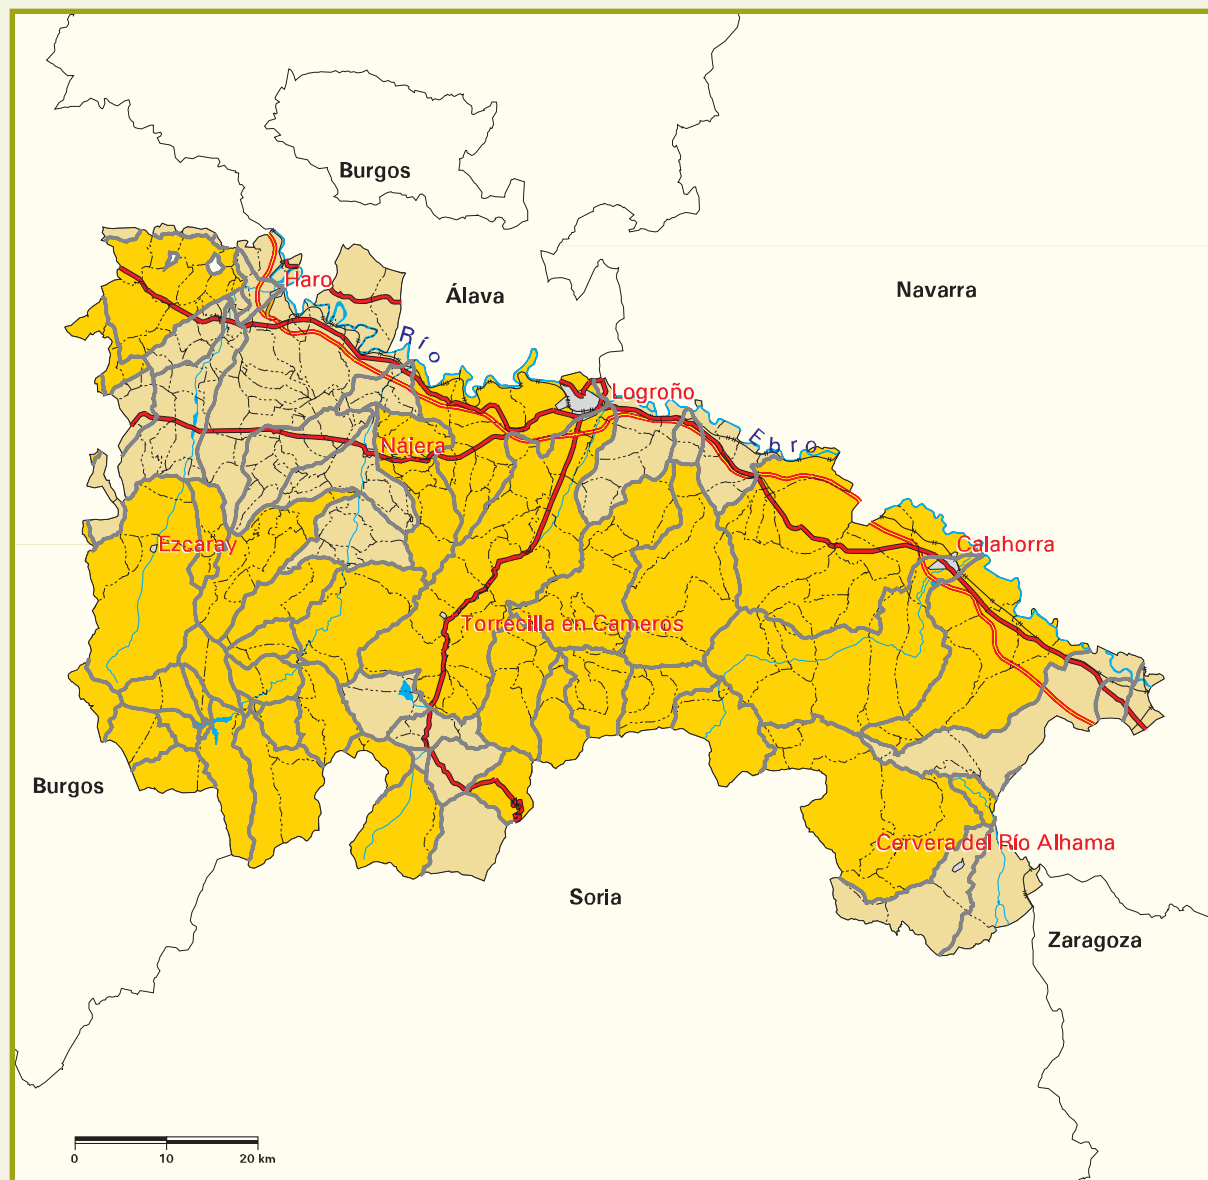 Burgos
Haro
Álava
Navarra
Río
Logroño
Ebro
Nájera
Ezcaray
Calahorra
Torrecilla en Cameros
Burgos
Cervera del Río Alhama
Soria
Zaragoza
0 10 20 km